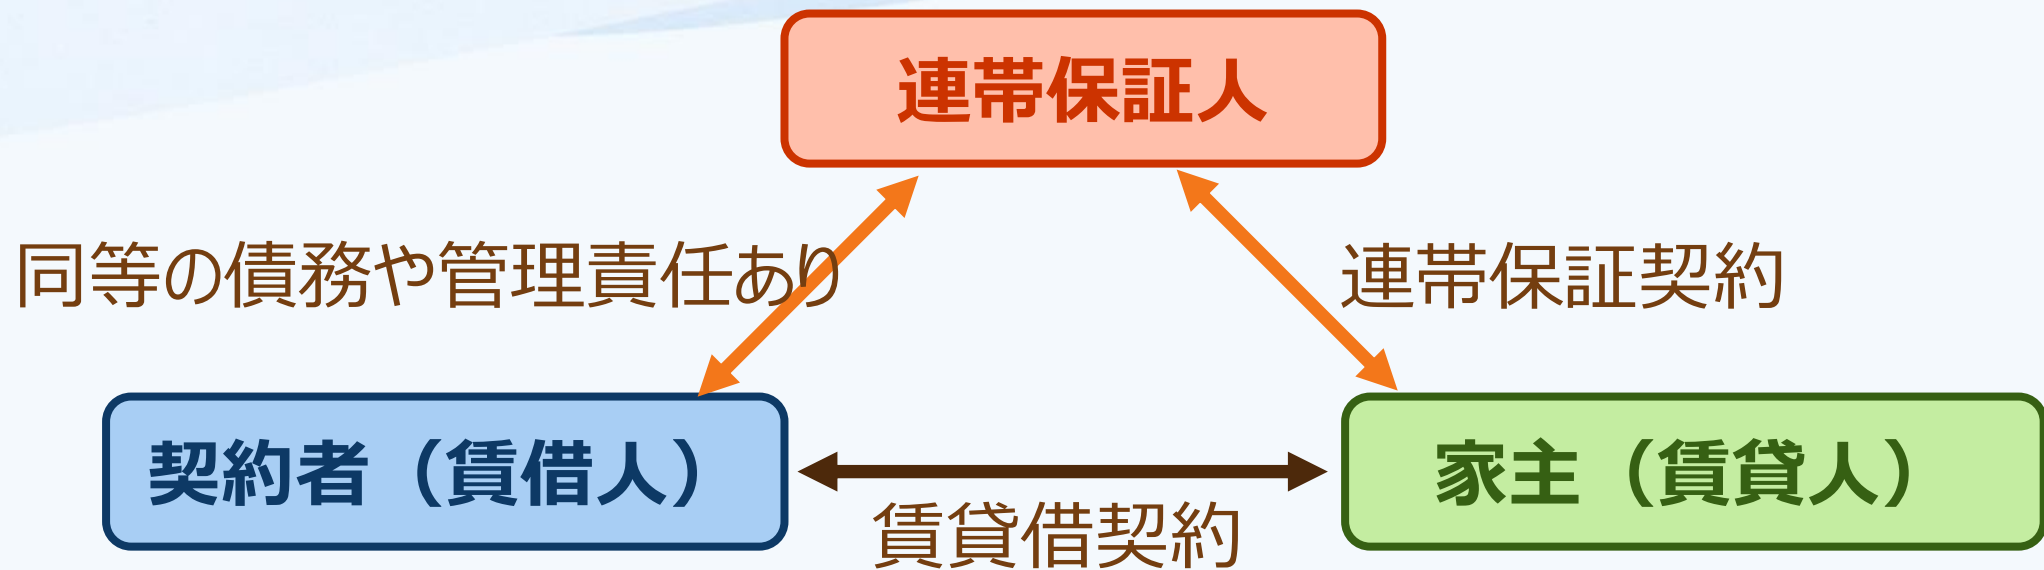 連帯保証人
同等の債務や管理責任あり
連帯保証契約
契約者（賃借人）
家主（賃貸人）
賃貸借契約